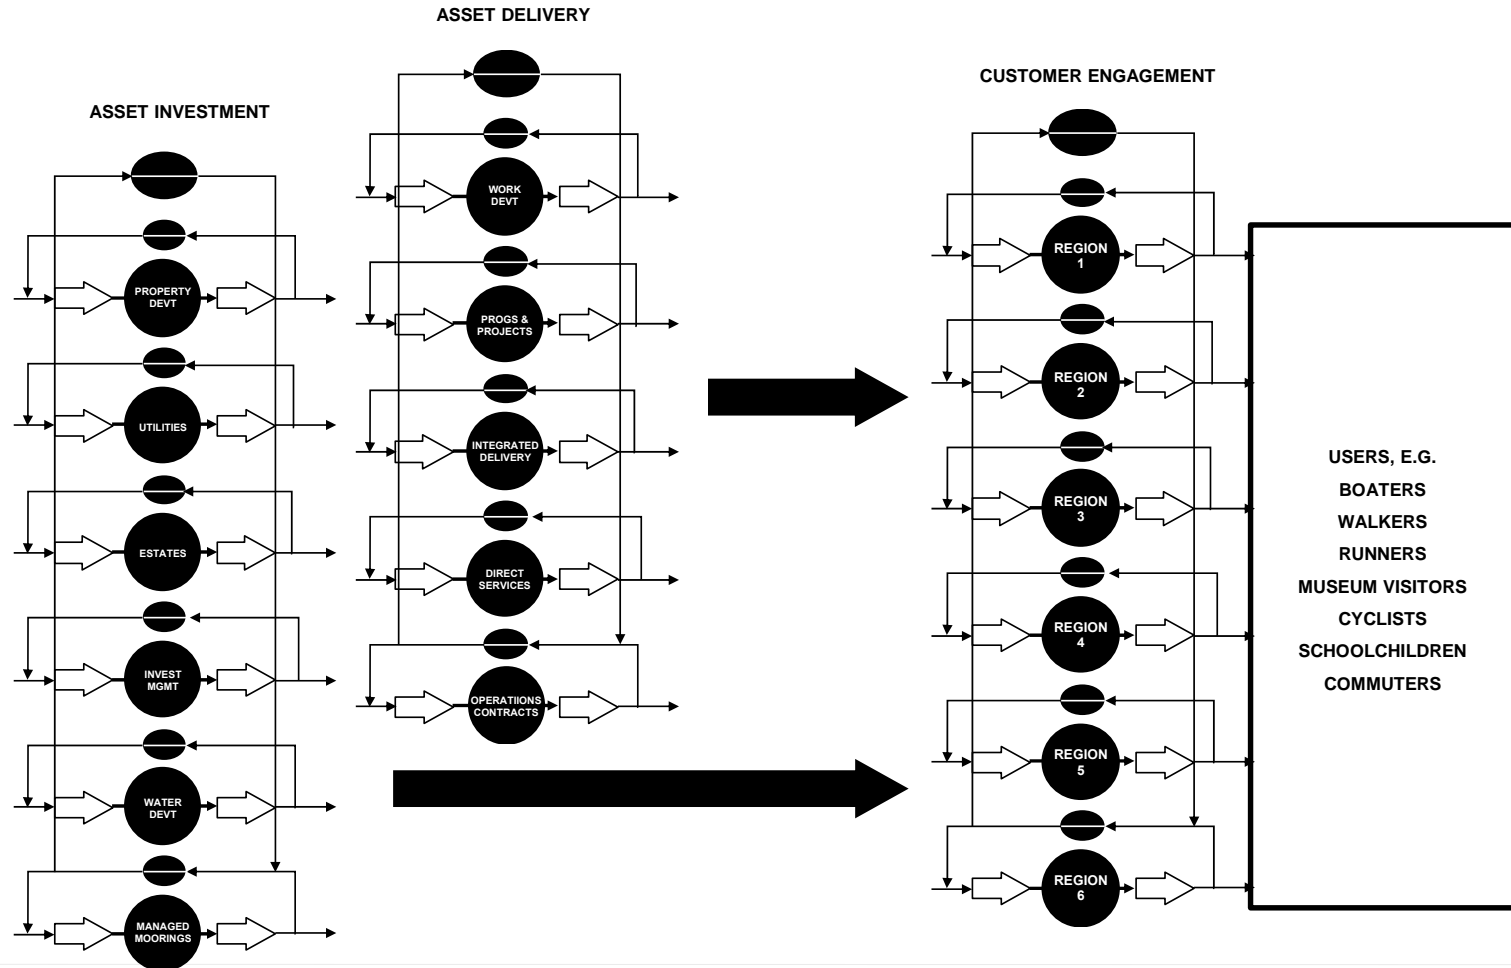 ASSET DELIVERY
ASSET INVESTMENT
PROPERTY
DEVT
UTILITIES
ESTATES
INVEST
MGMT
WATER
DEVT
MANAGED
MOORINGS
WORK
DEVT
PROGS &
PROJECTS
INTEGRATED
DELIVERY
DIRECT
SERVICES
OPERATIIONS
CONTRACTS
CUSTOMER ENGAGEMENT
REGION
1
REGION
2
REGION
3
REGION
4
REGION
5
REGION
6
USERS, E.G.
BOATERS
WALKERS
RUNNERS
MUSEUM VISITORS
CYCLISTS
SCHOOLCHILDREN
COMMUTERS